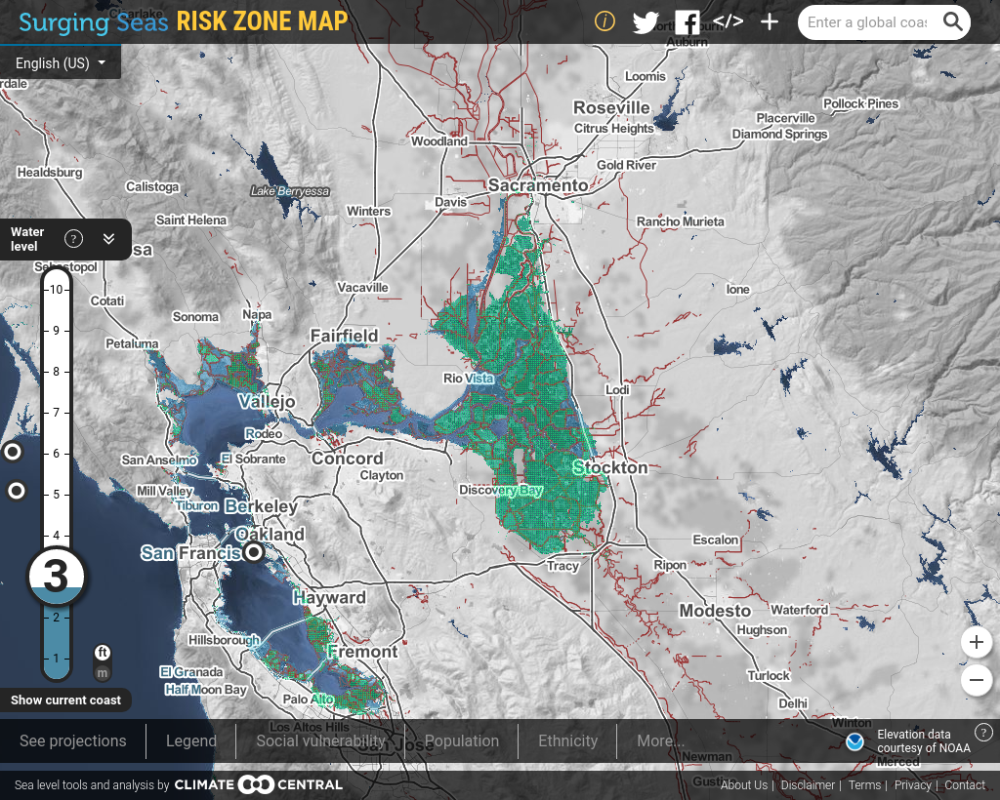 Surging Seas RISK ZONE MAP
i
</>
+
Enter a global coas
Auburn
English (US)
Loomis
Roseville
Pollock Pines
Placerville
Citrus Heights
Diamond Springs
Woodland
Gold River
Healdsburg
Calistoga
Lake Berryessa
Sacramento
Davis
Winters
Saint Helena
Rancho Murieta
Water
level
?
Sebastopol
Vacaville
Ione
Cotati
Sonoma
Napa
Petaluma
Fairfield
Rio Vista
Lodi
Vallejo
Rodeo
San Anselmo
El Sobrante
Concord
Clayton
Stockton
Mill Valley
Discovery Bay
Tiburon
Berkeley
Oakland
San Francis
Escalon
Tracy
Ripon
Hayward
Modesto
Waterford
Hughson
Hillsborough
Fremont
El Granada
Half Moon Bay
Palo Alto
Turlock
Delhi
10
9
8
7
6
5
4
3
2
1
ft
m
+
−
Show current coast
Los Altos Hills
San Jose
Winton
Newman
Merced
See projections
Legend
Social vulnerability
Population
Ethnicity
More...
Elevation data
courtesy of NOAA
?
Sea level tools and analysis by CLIMATE CENTRAL
About Us | Disclaimer | Terms | Privacy | Contact